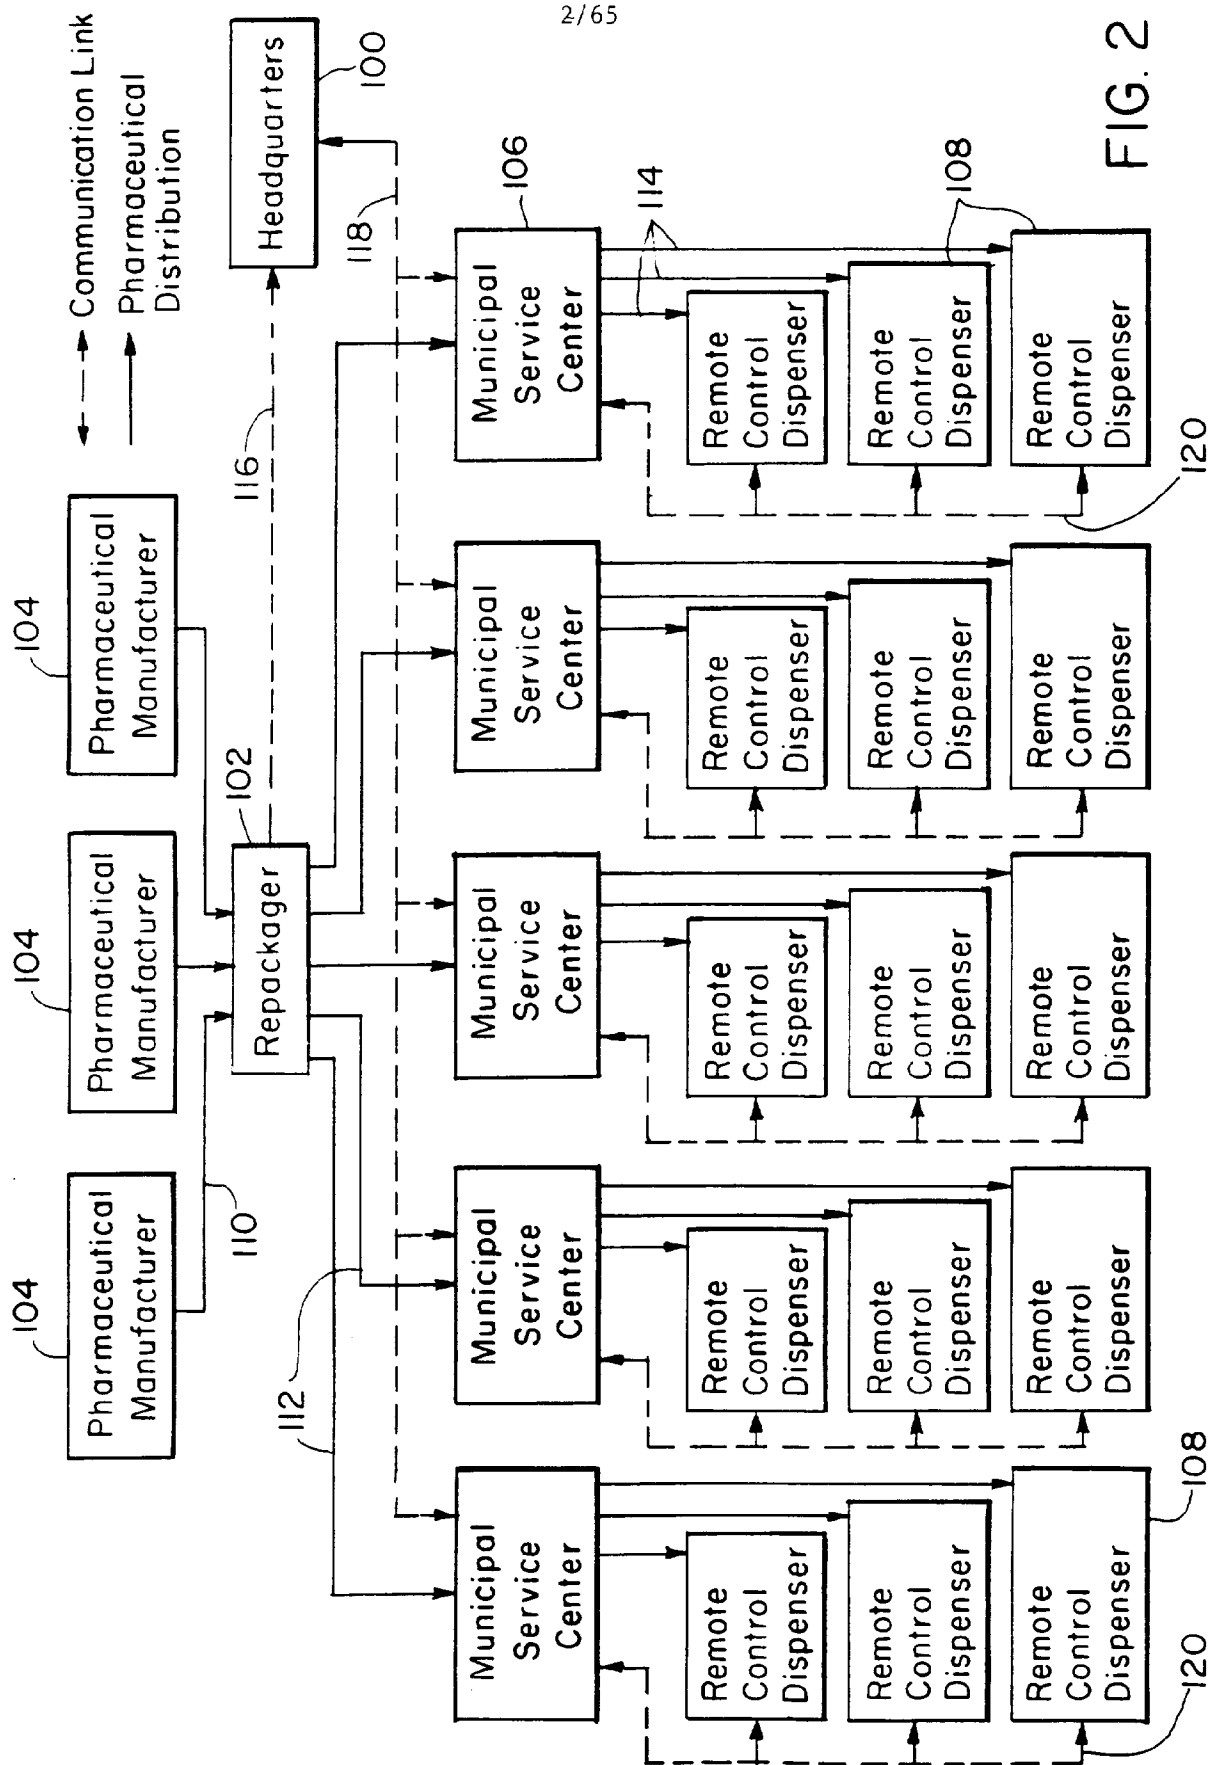 2/65
Communication Link
Pharmaceutical
Distribution
104
Pharmaceutical
Manufacturer
104
Pharmaceutical
Manufacturer
104
Pharmaceutical
Manufacturer
110
102
Repackager
116
Headquarters
100
112
118
Municipal
Service
Center
Municipal
Service
Center
Municipal
Service
Center
Municipal
Service
Center
Municipal
Service
Center
106
114
Remote
Control
Dispenser
Remote
Control
Dispenser
Remote
Control
Dispenser
Remote
Control
Dispenser
Remote
Control
Dispenser
Remote
Control
Dispenser
Remote
Control
Dispenser
Remote
Control
Dispenser
Remote
Control
Dispenser
Remote
Control
Dispenser
108
Remote
Control
Dispenser
Remote
Control
Dispenser
Remote
Control
Dispenser
Remote
Control
Dispenser
Remote
Control
Dispenser
120
108
120
FIG. 2